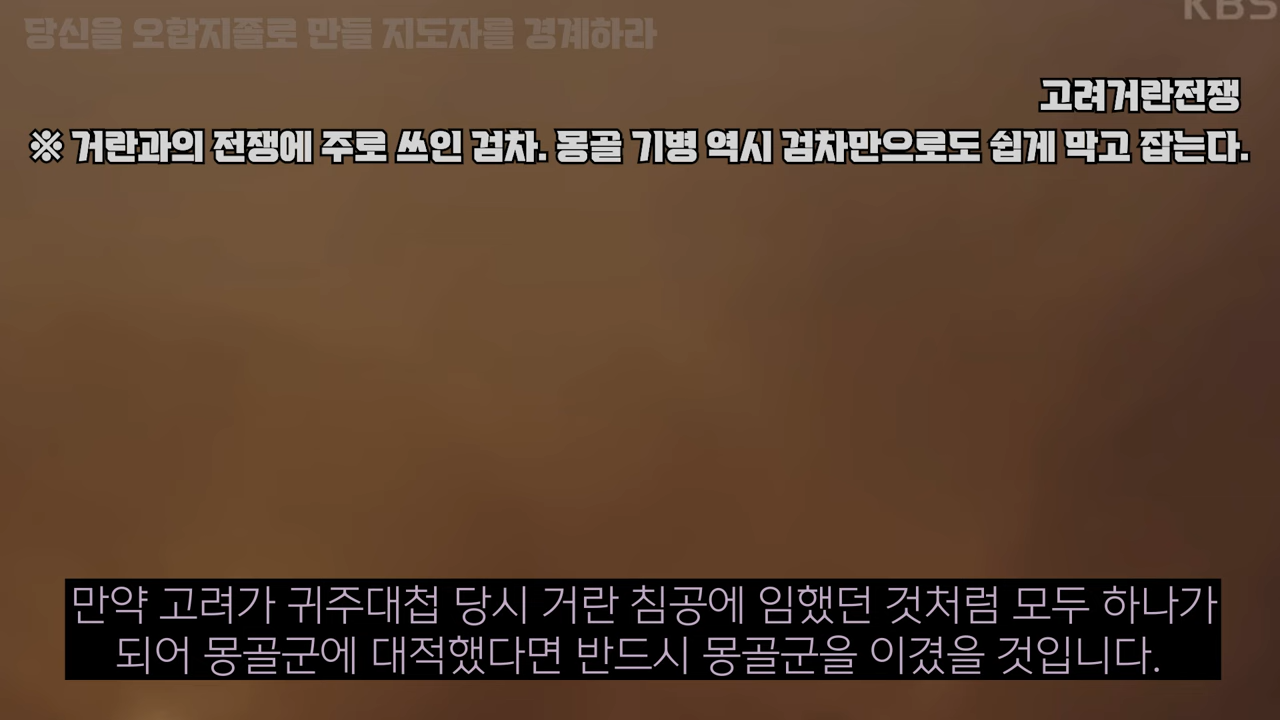 당신을 오합지졸로 만들 지도자를 경계하라
KBS
고려거란전쟁
※ 거란과의 전쟁에 주로 쓰인 검차. 몽골 기병 역시 검차만으로도 쉽게 막고 잡는다.
만약 고려가 귀주대첩 당시 거란 침공에 임했던 것처럼 모두 하나가
되어 몽골군에 대적했다면 반드시 몽골군을 이겼을 것입니다.